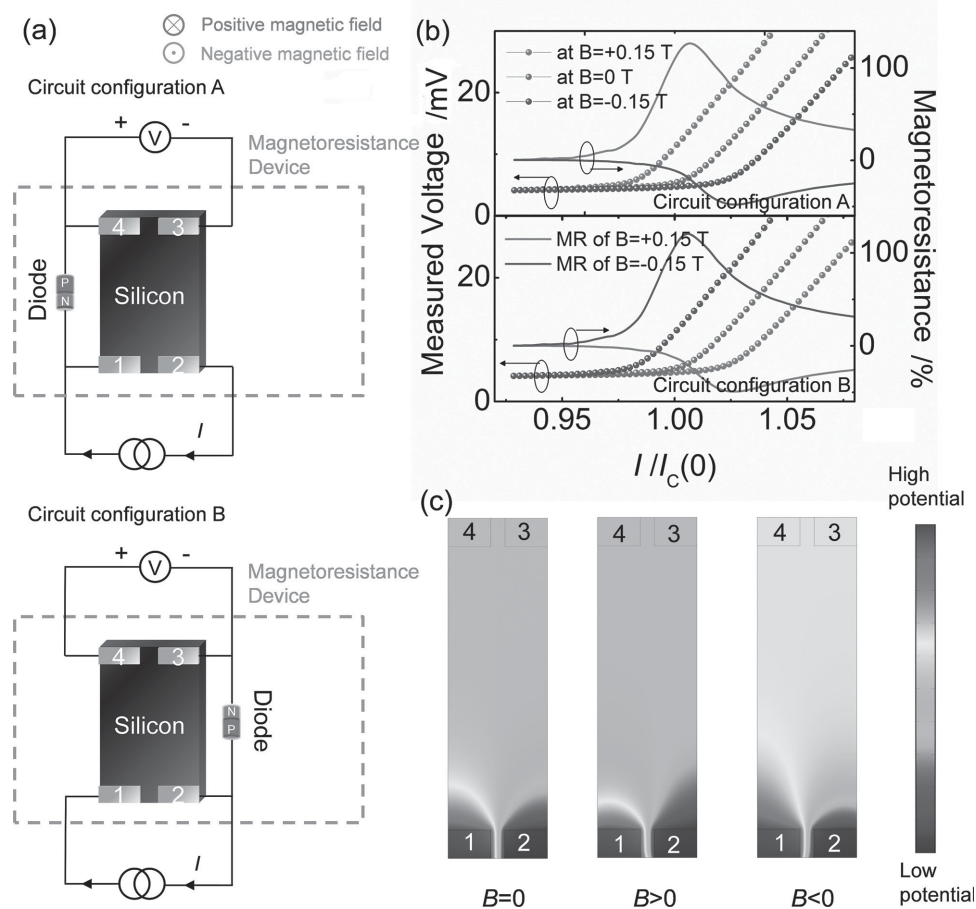 (a)
Positive magnetic field
Negative magnetic field
Circuit configuration A
+ V -
Magnetoresistance
Device
4 3
P
N
Diode
Silicon
1 2
I
Circuit configuration B
+ V -
Magnetoresistance
Device
4 3
Silicon
N
P
Diode
1 2
I
(b)
Measured Voltage /mV
20
0
20
0
at B=+0.15 T
at B=0 T
at B=-0.15 T
Circuit configuration A
MR of B=+0.15 T
MR of B=-0.15 T
Circuit configuration B
100
0
100
0
Magnetoresistance /%
0.95 1.00 1.05
I /IC(0)
(c)
4 3
1 2
B=0
4 3
1 2
B>0
4 3
1 2
B<0
High
potential
Low
potential